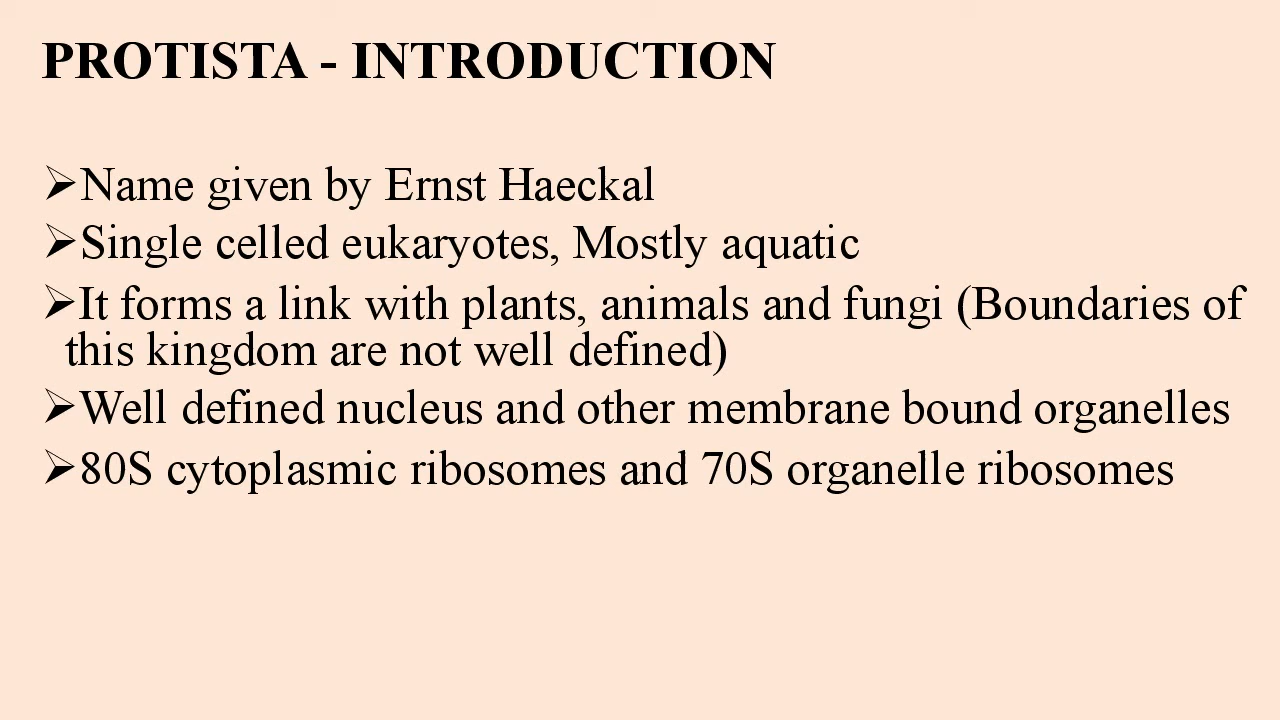 PROTISTA - INTRODUCTION
➢Name given by Ernst Haeckal
➢Single celled eukaryotes, Mostly aquatic
➢It forms a link with plants, animals and fungi (Boundaries of
this kingdom are not well defined)
➢Well defined nucleus and other membrane bound organelles
➢80S cytoplasmic ribosomes and 70S organelle ribosomes